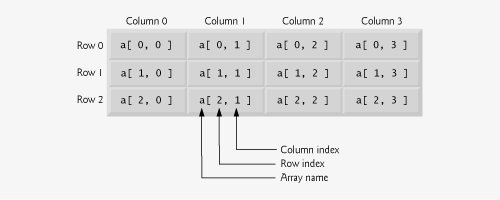 Column 0 Column 1 Column 2 Column 3
Row 0 a[ 0, 0 ] a[ 0, 1 ] a[ 0, 2 ] a[ 0, 3 ]
Row 1 a[ 1, 0 ] a[ 1, 1 ] a[ 1, 2 ] a[ 1, 3 ]
Row 2 a[ 2, 0 ] a[ 2, 1 ] a[ 2, 2 ] a[ 2, 3 ]
Column index
Row index
Array name